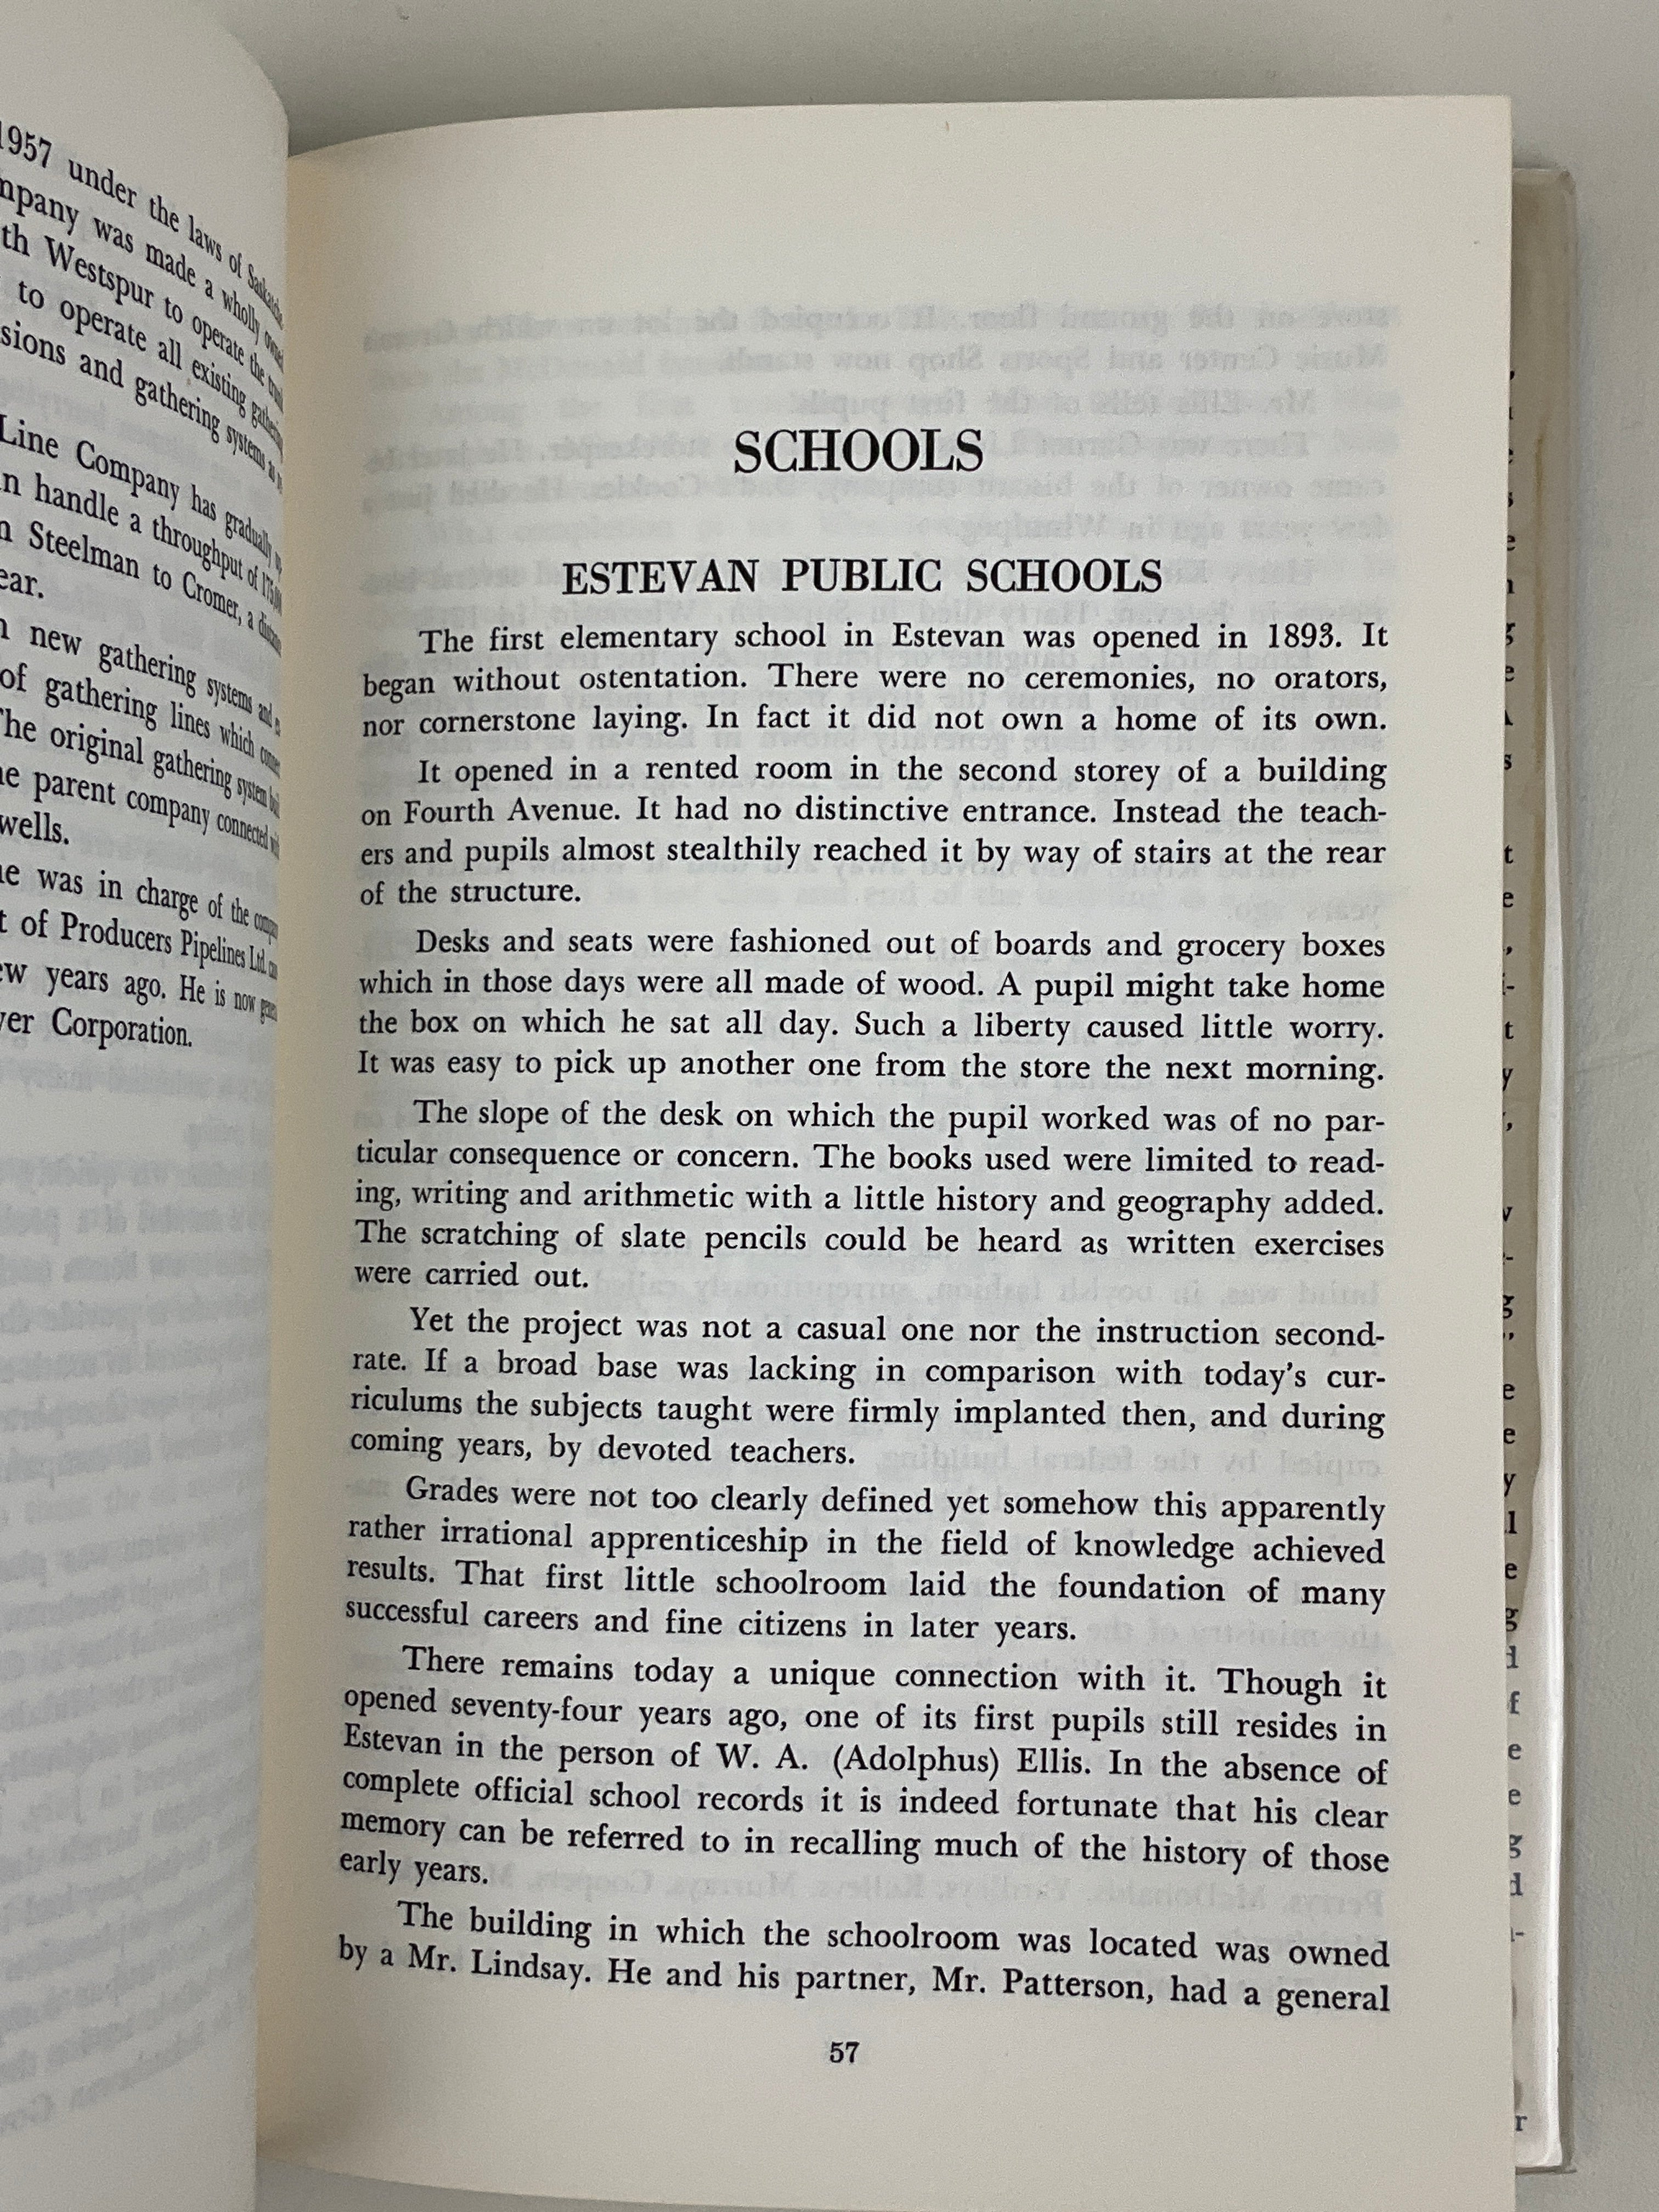 1957 under the laws of
company was made a wholly
Westspur to operate the
to operate all existing
and gathering systems as
Line Company has gradually
handle a throughput of
Steelman to Cromer, a
new gathering systems and
of gathering lines which
The original gathering system
parent company connected
wells.
was in charge of the
of Producers Pipelines Ltd.
years ago. He is now
Corporation.
SCHOOLS
ESTEVAN PUBLIC SCHOOLS
The first elementary school in Estevan was opened in 1893. It
began without ostentation. There were no ceremonies, no orators,
nor cornerstone laying. In fact it did not own a home of its own.
It opened in a rented room in the second storey of a building
on Fourth Avenue. It had no distinctive entrance. Instead the teach-
ers and pupils almost stealthily reached it by way of stairs at the rear
of the structure.
Desks and seats were fashioned out of boards and grocery boxes
which in those days were all made of wood. A pupil might take home
the box on which he sat all day. Such a liberty caused little worry.
It was easy to pick up another one from the store the next morning.
The slope of the desk on which the pupil worked was of no par-
ticular consequence or concern. The books used were limited to read-
ing, writing and arithmetic with a little history and geography added.
The scratching of slate pencils could be heard as written exercises
were carried out.
Yet the project was not a casual one nor the instruction second-
rate. If a broad base was lacking in comparison with today's cur-
riculums the subjects taught were firmly implanted then, and during
coming years, by devoted teachers.
Grades were not too clearly defined yet somehow this apparently
rather irrational apprenticeship in the field of knowledge achieved
results. That first little schoolroom laid the foundation of many
successful careers and fine citizens in later years.
There remains today a unique connection with it. Though it
opened seventy-four years ago, one of its first pupils still resides in
Estevan in the person of W. A. (Adolphus) Ellis. In the absence of
complete official school records it is indeed fortunate that his clear
memory can be referred to in recalling much of the history of those
early years.
The building in which the schoolroom was located was owned
by a Mr. Lindsay. He and his partner, Mr. Patterson, had a general
57